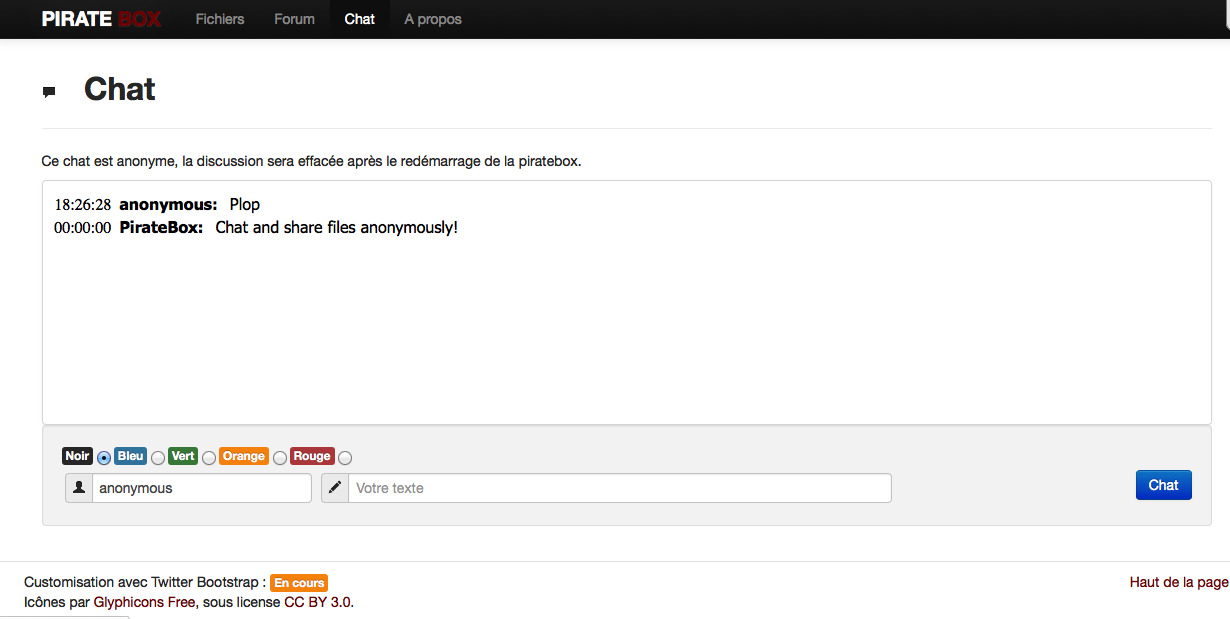 PIRATE BOX Fichiers Forum Chat A propos
Chat
Ce chat est anonyme, la discussion sera effacée après le redémarrage de la piratebox.
18:26:28 anonymous: Plop
00:00:00 PirateBox: Chat and share files anonymously!
Noir Bleu Vert Orange Rouge
anonymous Votre texte Chat
Customisation avec Twitter Bootstrap : En cours Haut de la page
Icônes par Glyphicons Free, sous license CC BY 3.0.